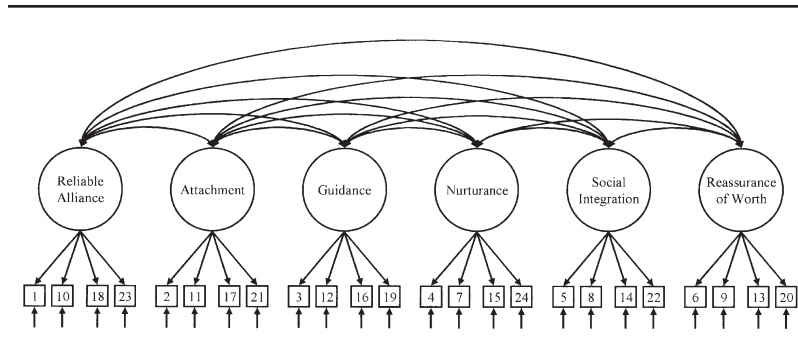 Reliable
Alliance
Attachment
Guidance
Nurturance
Social
Integration
Reassurance
of Worth
1 10 18 23 2 11 17 21 3 12 16 19 4 7 15 24 5 8 14 22 6 9 13 20